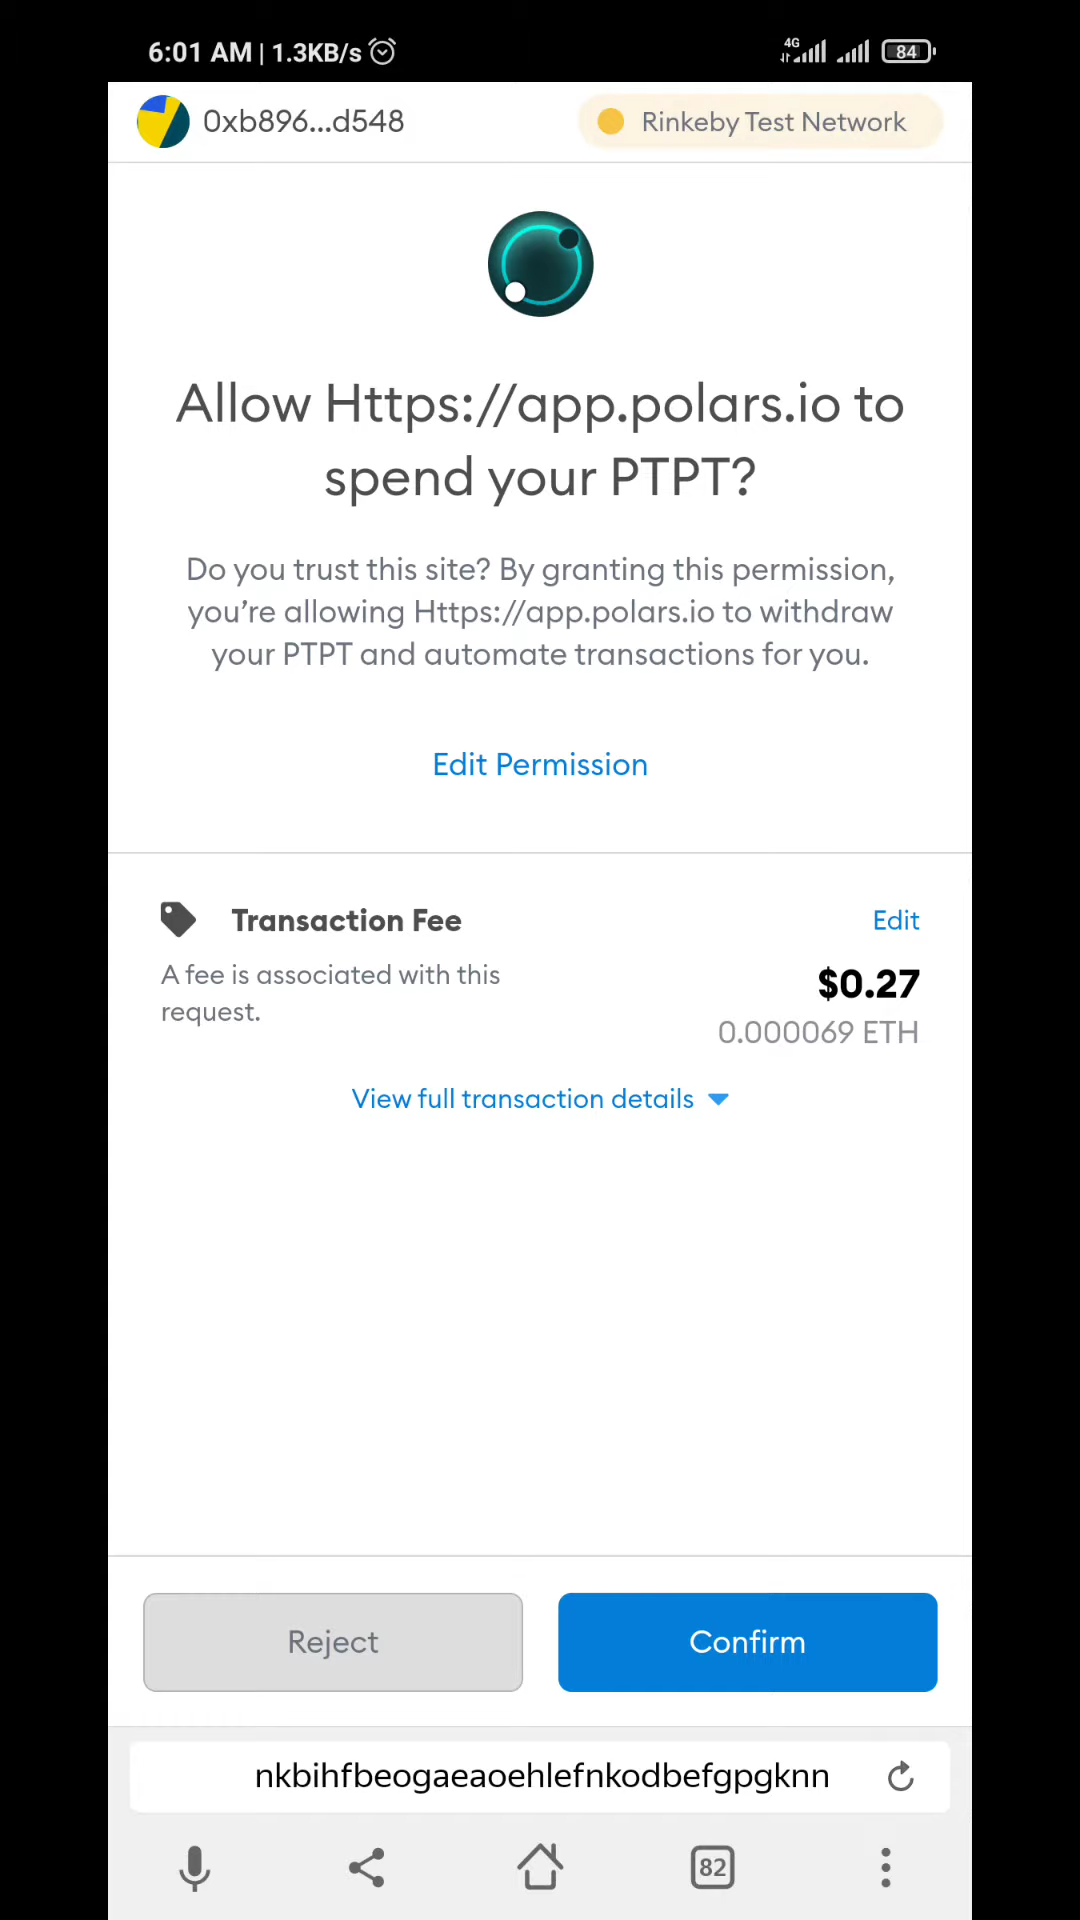 6:01 AM | 1.3KB/s
4G
84
0xb896...d548
Rinkeby Test Network
Allow Https://app.polars.io to
spend your PTPT?
Do you trust this site? By granting this permission,
you’re allowing Https://app.polars.io to withdraw
your PTPT and automate transactions for you.
Edit Permission
Transaction Fee
Edit
A fee is associated with this
request.
$0.27
0.000069 ETH
View full transaction details
Reject
Confirm
nkbihfbeogaeaoehlefnkodbefgpgknn
82